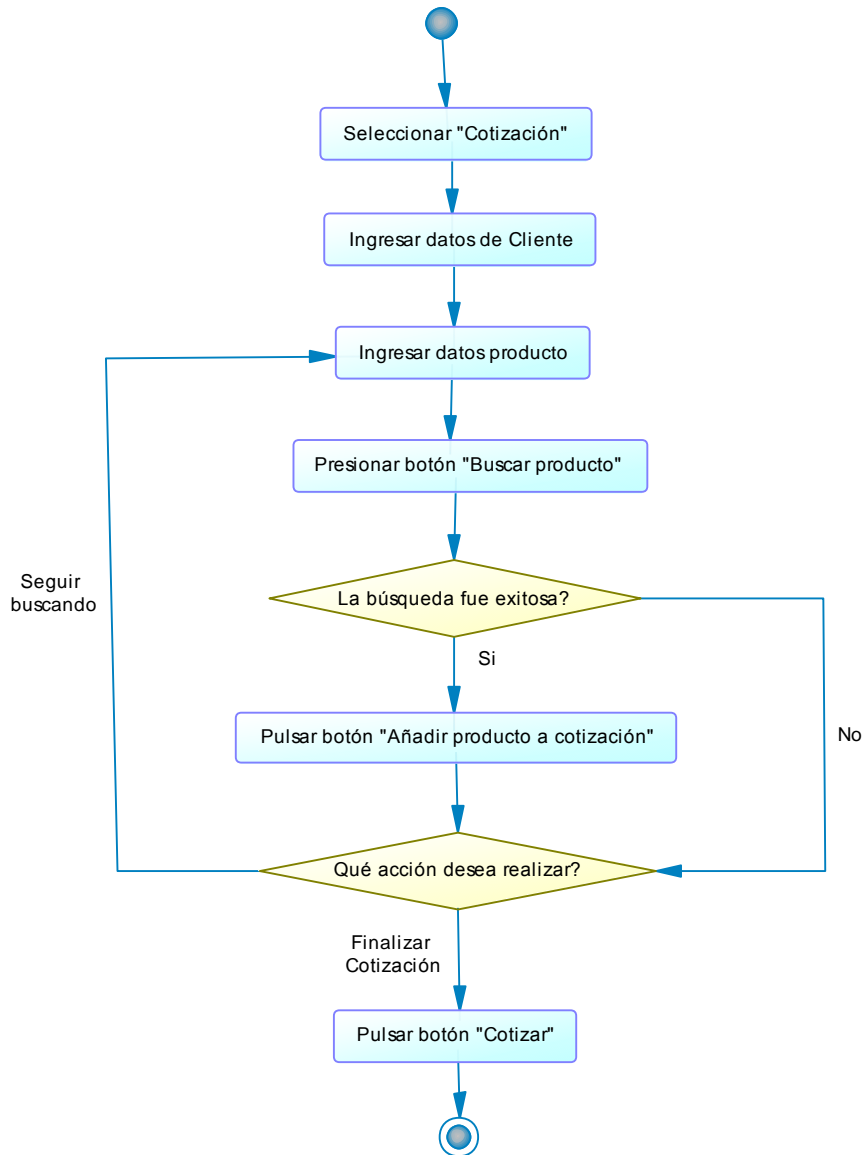 Seleccionar "Cotización"
Ingresar datos de Cliente
Ingresar datos producto
Presionar botón "Buscar producto"
Seguir
buscando
La búsqueda fue exitosa?
Si
Pulsar botón "Añadir producto a cotización"
No
Qué acción desea realizar?
Finalizar
Cotización
Pulsar botón "Cotizar"